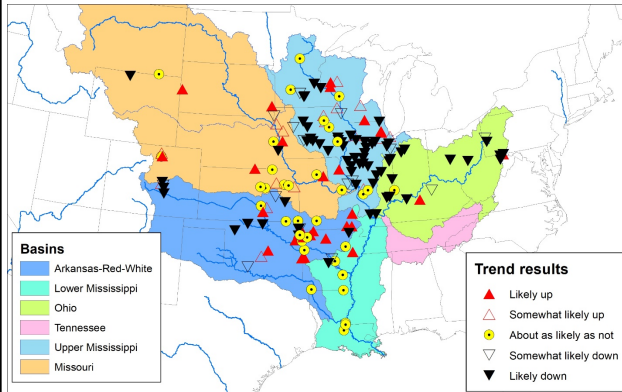 Basins
Arkansas-Red-White
Lower Mississippi
Ohio
Tennessee
Upper Mississippi
Missouri
Trend results
Likely up
Somewhat likely up
About as likely as not
Somewhat likely down
Likely down